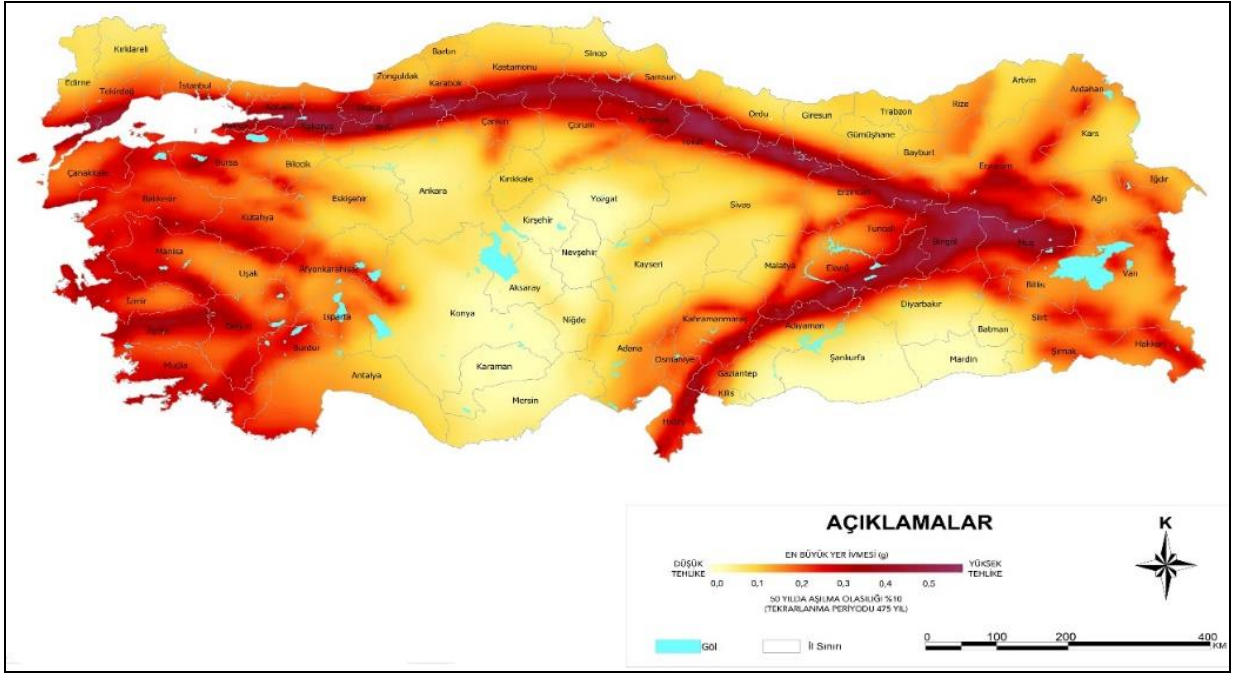 Kırklareli
Edirne
Tekirdağ
İstanbul
Zonguldak
Bartın
Karabük
Kastamonu
Sinop
Samsun
Ordu
Giresun
Trabzon
Rize
Artvin
Ardahan
Kars
Gümüşhane
Bayburt
Erzurum
Erzincan
Iğdır
Ağrı
Çanakkale
Bursa
Bilecik
Sakarya
Çankırı
Çorum
Amasya
Tokat
Balıkesir
Kütahya
Eskişehir
Ankara
Kırıkkale
Yozgat
Sivas
Kırşehir
Nevşehir
Kayseri
Malatya
Elazığ
Tunceli
Bingöl
Muş
Bitlis
Van
Manisa
Uşak
Afyonkarahisar
İzmir
Aydın
Denizli
Isparta
Burdur
Muğla
Antalya
Konya
Aksaray
Niğde
Karaman
Mersin
Adana
Osmaniye
Kahramanmaraş
Adıyaman
Gaziantep
Kilis
Hatay
Şanlıurfa
Diyarbakır
Batman
Mardin
Siirt
Şırnak
Hakkari
AÇIKLAMALAR
K
EN BÜYÜK YER İVMESİ (g)
DÜŞÜK
TEHLİKE
YÜKSEK
TEHLİKE
0,0 0,1 0,2 0,3 0,4 0,5
50 YILDA AŞILMA OLASILIĞI %10
(TEKRARLANMA PERİYODU 475 YIL)
Göl
İl Sınırı
0 100 200 400
KM